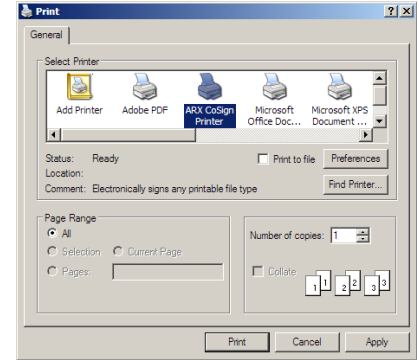 Print
General
Select Printer
Add Printer
Adobe PDF
ARX CoSign
Printer
Microsoft
Office Doc...
Microsoft XPS
Document ...
Status: Ready
Print to file
Preferences
Location:
Comment: Electronically signs any printable file type
Find Printer...
Page Range
All
Selection
Current Page
Pages:
Number of copies: 1
Collate
1 1 2 2 3 3
Print
Cancel
Apply